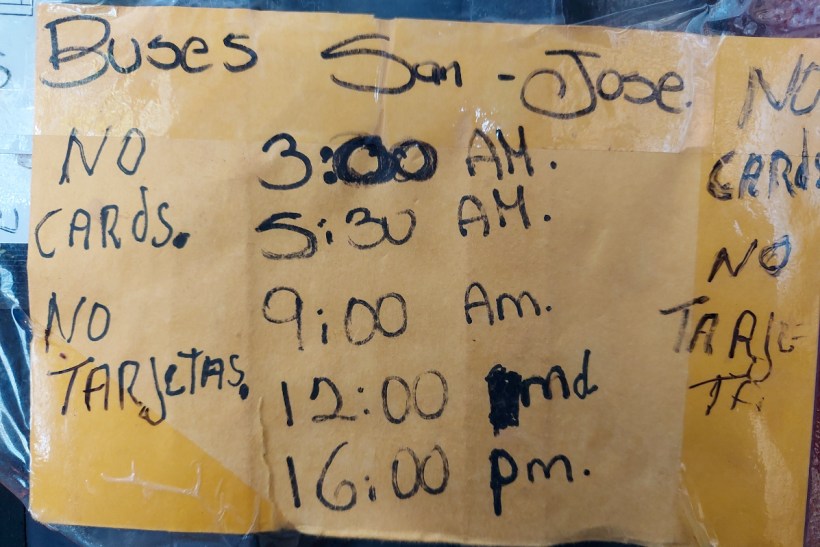 Buses San - Jose.
NO
CARDS.
NO
TARJETAS.
3:00 AM.
5:30 AM.
9:00 Am.
12:00 md
16:00 pm.
NO
CARds
NO
TARJE
TA